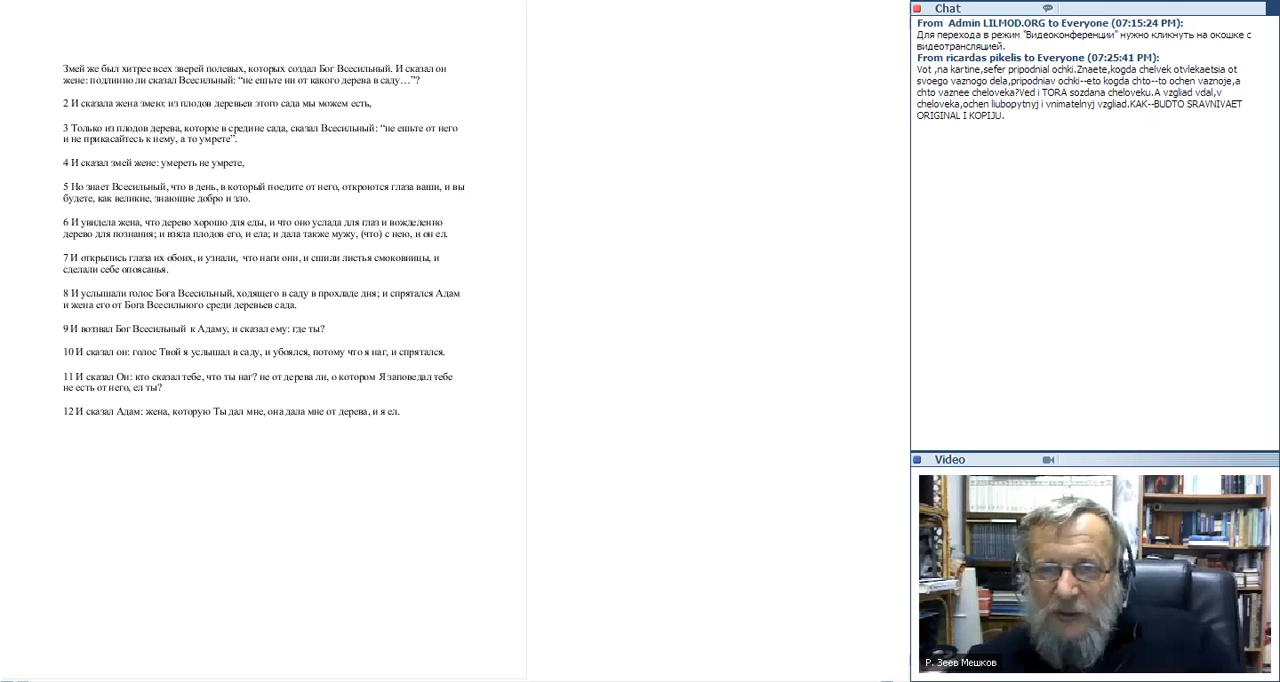 Змей же был хитрее всех зверей полевых, которых создал Бог Всесильный. И сказал он
жене: подлинно ли сказал Всесильный: “не ешьте ни от какого дерева в саду…”?
2 И сказала жена змею: из плодов деревьев этого сада мы можем есть,
3 Только из плодов дерева, которое в средине сада, сказал Всесильный: “не ешьте от него
и не прикасайтесь к нему, а то умрете”.
4 И сказал змей жене: умереть не умрете,
5 Но знает Всесильный, что в день, в который поедите от него, откроются глаза ваши, и вы
будете, как великие, знающие добро и зло.
6 И увидела жена, что дерево хорошо для еды, и что оно услада для глаз и вожделенно
дерево для познания; и взяла плодов его, и ела; и дала также мужу, (что) с нею, и он ел.
7 И открылись глаза их обоих, и узнали, что наги они, и сшили листья смоковницы, и
сделали себе опоясанья.
8 И услышали голос Бога Всесильный, ходящего в саду в прохладе дня; и спрятался Адам
и жена его от Бога Всесильного среди деревьев сада.
9 И воззвал Бог Всесильный к Адаму, и сказал ему: где ты?
10 И сказал он: голос Твой я услышал в саду, и убоялся, потому что я наг, и спрятался.
11 И сказал Он: кто сказал тебе, что ты наг? не от дерева ли, о котором Я заповедал тебе
не есть от него, ел ты?
12 И сказал Адам: жена, которую Ты дал мне, она дала мне от дерева, и я ел.
Chat
From Admin LILMOD.ORG to Everyone (07:15:24 PM):
Для перехода в режим "Видеоконференции" нужно кликнуть на окошке с
видеотрансляцией.
From ricardas pikelis to Everyone (07:25:41 PM):
Vot ,na kartine,sefer pripodnial ochki.Znaete,kogda chelvek otvlekaetsia ot
svoego vaznogo dela,pripodniav ochki--eto kogda chto--to ochen vaznoje,a
chto vaznee cheloveka?Ved i TORA sozdana cheloveku.A vzgliad vdal,v
cheloveka,ochen liubopytnyj i vnimatelnyj vzgliad.KAK--BUDTO SRAVNIVAET
ORIGINAL I KOPIJU.
Video
Р. Зеев Мешков